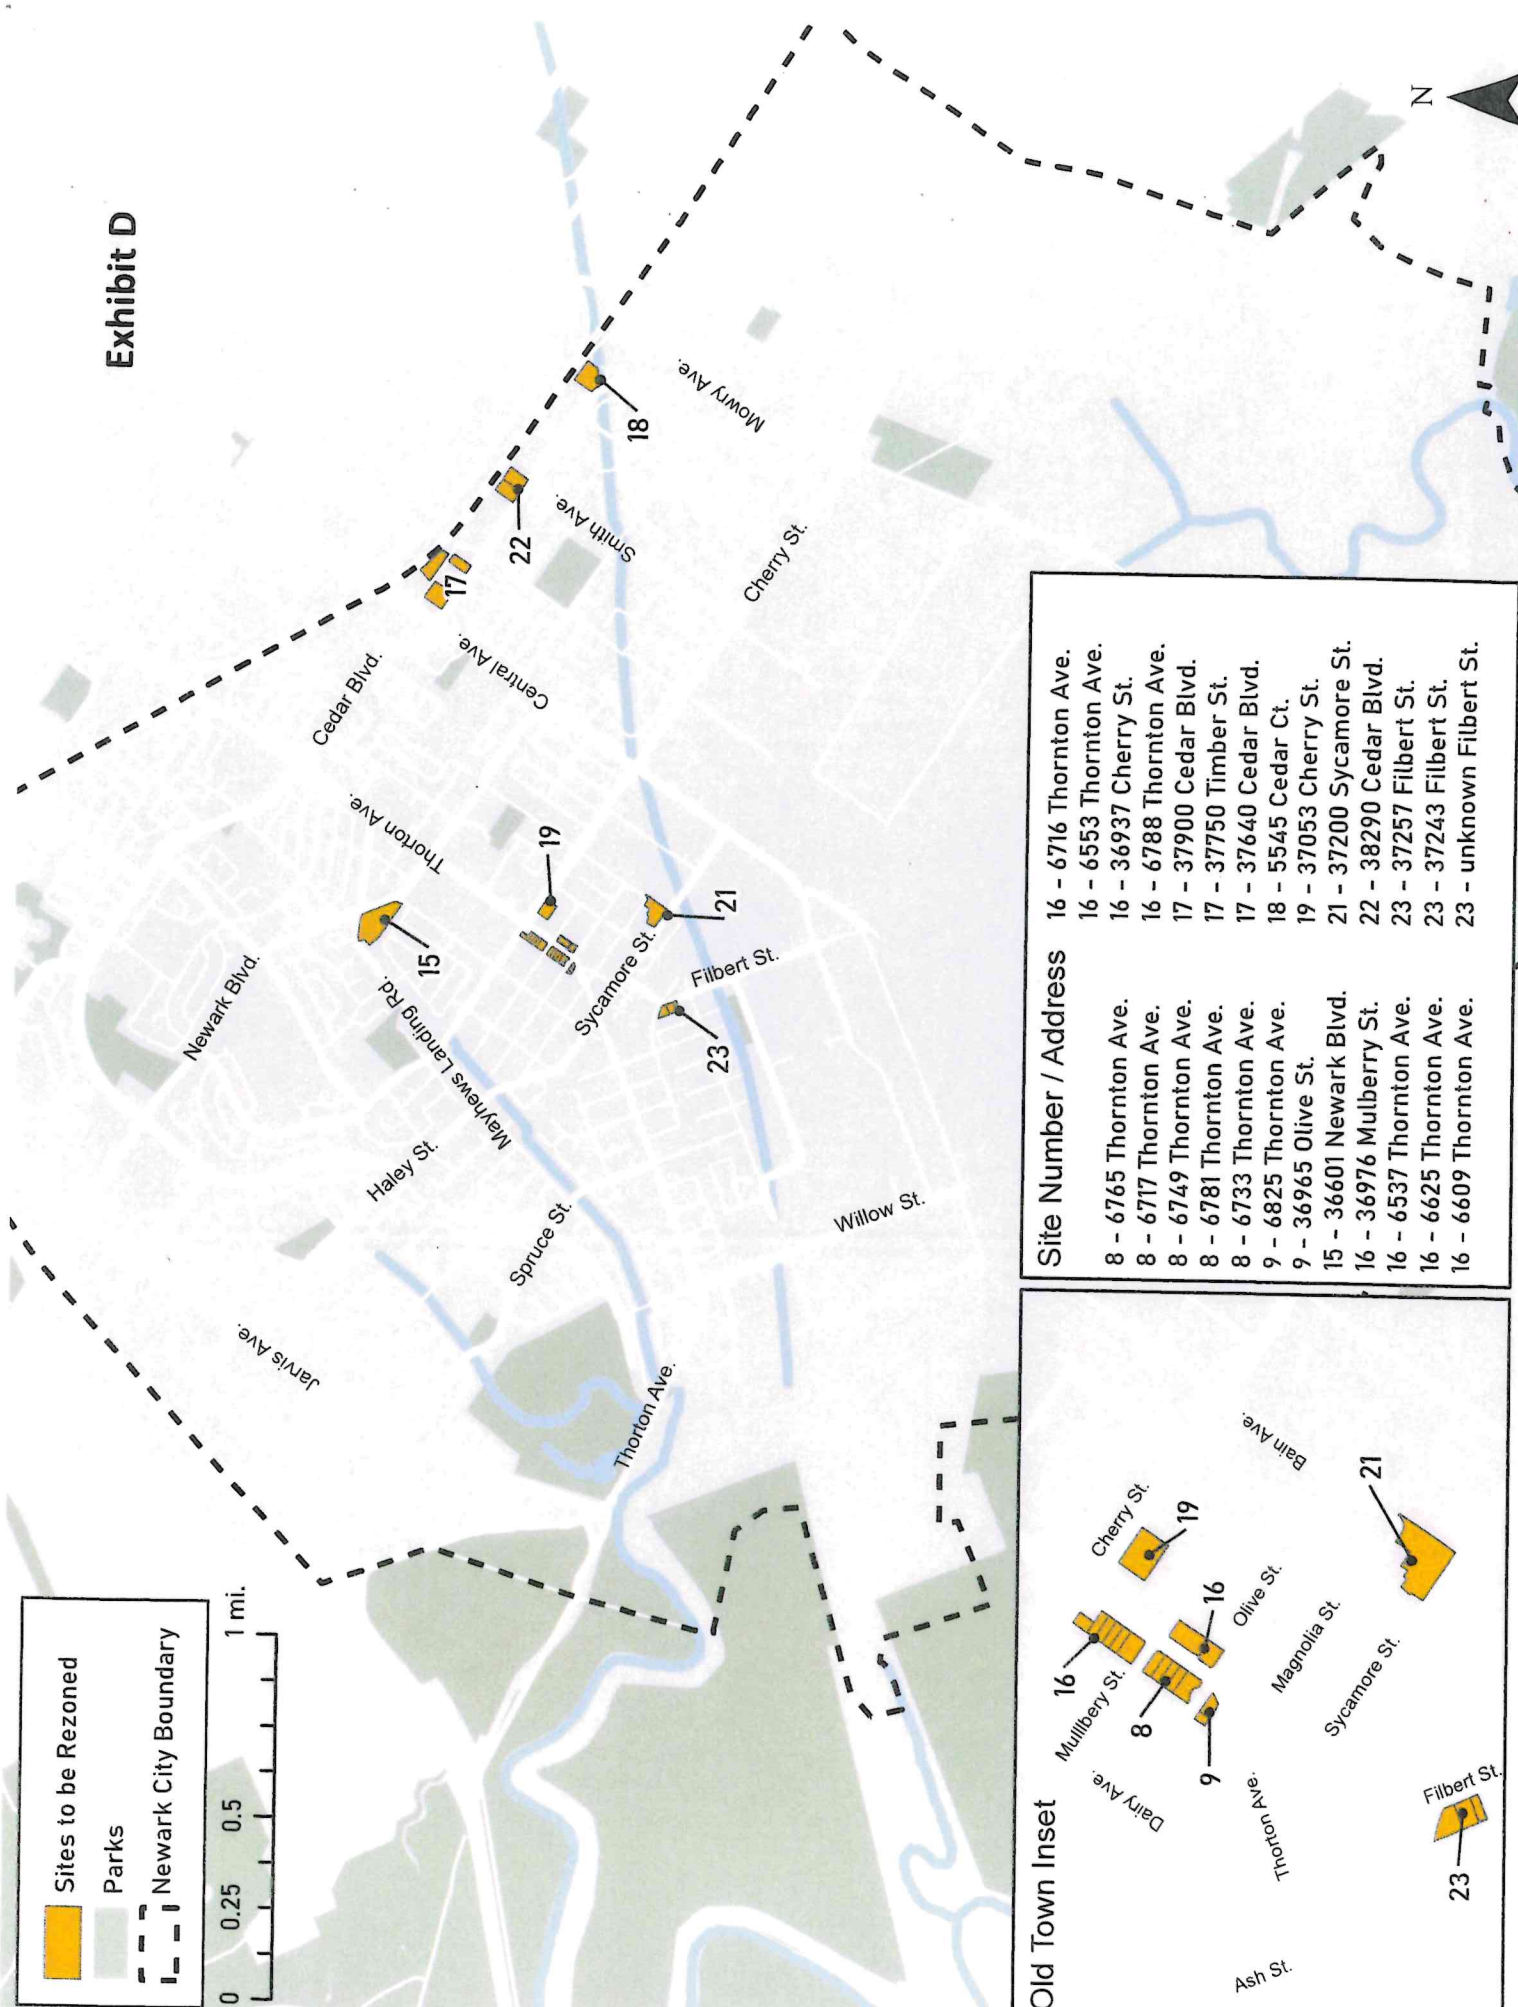 Exhibit D
Sites to be Rezoned
Parks
Newark City Boundary
0 0.25 0.5 1 mi.
N
Jarvis Ave.
Haley St.
Newark Blvd.
Mayhews Landing Rd.
Spruce St.
Thorton Ave.
Cedar Blvd.
Thorton Ave.
Central Ave.
Smith Ave.
Mowry Ave.
Cherry St.
Sycamore St.
Filbert St.
Willow St.
15
17
18
19
21
22
23
Old Town Inset
Cherry St.
Mulllbery St.
Dairy Ave.
Thorton Ave.
Ash St.
Olive St.
Magnolia St.
Sycamore St.
Bain Ave.
Filbert St.
16
19
16
8
9
21
23
Site Number / Address
8 - 6765 Thornton Ave.
8 - 6717 Thornton Ave.
8 - 6749 Thornton Ave.
8 - 6781 Thornton Ave.
8 - 6733 Thornton Ave.
9 - 6825 Thornton Ave.
9 - 36965 Olive St.
15 - 36601 Newark Blvd.
16 - 36976 Mulberry St.
16 - 6537 Thornton Ave.
16 - 6625 Thornton Ave.
16 - 6609 Thornton Ave.
16 - 6716 Thornton Ave.
16 - 6553 Thornton Ave.
16 - 36937 Cherry St.
16 - 6788 Thornton Ave.
17 - 37900 Cedar Blvd.
17 - 37750 Timber St.
17 - 37640 Cedar Blvd.
18 - 5545 Cedar Ct.
19 - 37053 Cherry St.
21 - 37200 Sycamore St.
22 - 38290 Cedar Blvd.
23 - 37257 Filbert St.
23 - 37243 Filbert St.
23 - unknown Filbert St.